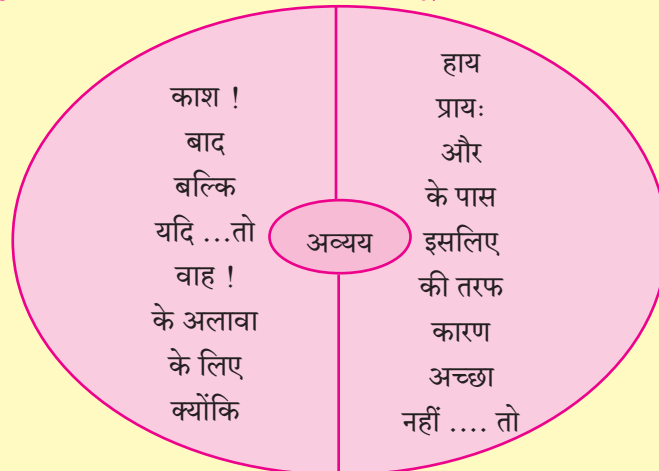 काश !
बाद
बल्कि
यदि ...तो
वाह !
के अलावा
के लिए
क्योंकि
अव्यय
हाय
प्रायः
और
के पास
इसलिए
की तरफ
कारण
अच्छा
नहीं .... तो